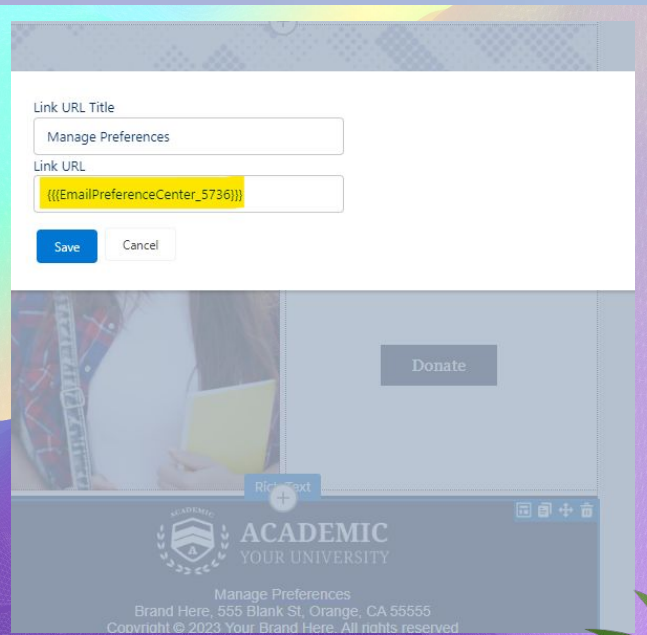 Link URL Title
Manage Preferences
Link URL
{{{EmailPreferenceCenter_5736}}}
Save
Cancel
Donate
Rich Text
ACADEMIC
ACADEMIC
YOUR UNIVERSITY
Manage Preferences
Brand Here, 555 Blank St, Orange, CA 55555
Copyright © 2023 Your Brand Here. All rights reserved